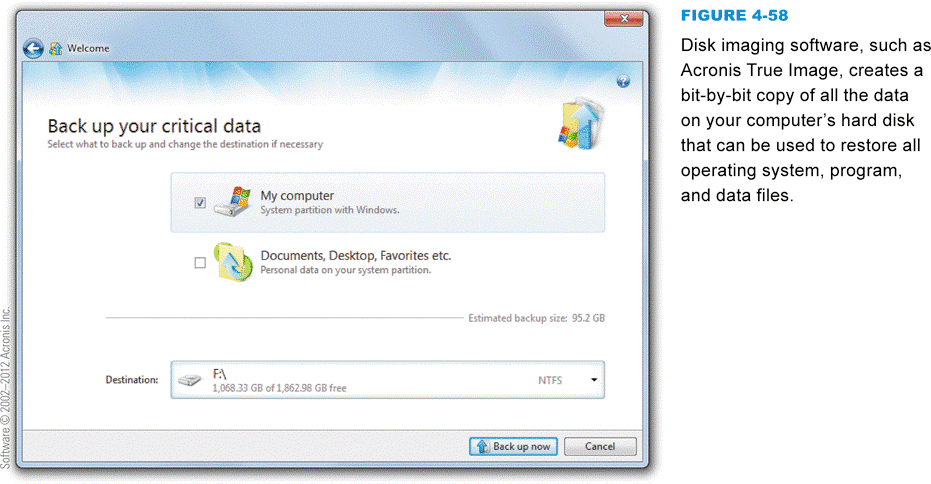 Welcome
Back up your critical data
Select what to back up and change the destination if necessary
My computer
System partition with Windows.
Documents, Desktop, Favorites etc.
Personal data on your system partition.
Estimated backup size: 95.2 GB
Destination:
F:\
1,068.33 GB of 1,862.98 GB free
NTFS
Back up now
Cancel
Software © 2002–2012 Acronis Inc.
FIGURE 4-58
Disk imaging software, such as
Acronis True Image, creates a
bit-by-bit copy of all the data
on your computer’s hard disk
that can be used to restore all
operating system, program,
and data files.